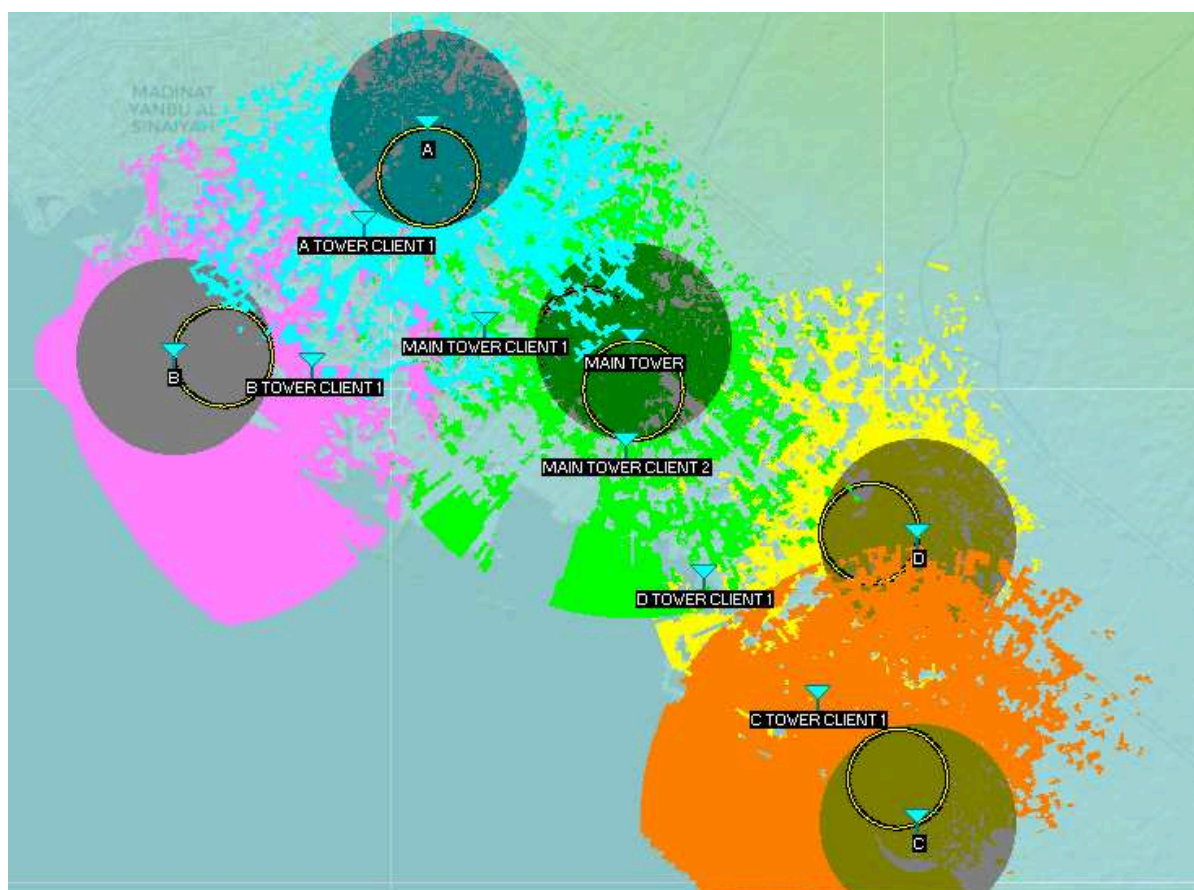 MADINAT
YANBU AL
SINAIYAH
A
A TOWER CLIENT 1
MAIN TOWER CLIENT 1
MAIN TOWER
B
B TOWER CLIENT 1
MAIN TOWER CLIENT 2
D
D TOWER CLIENT 1
C TOWER CLIENT 1
C